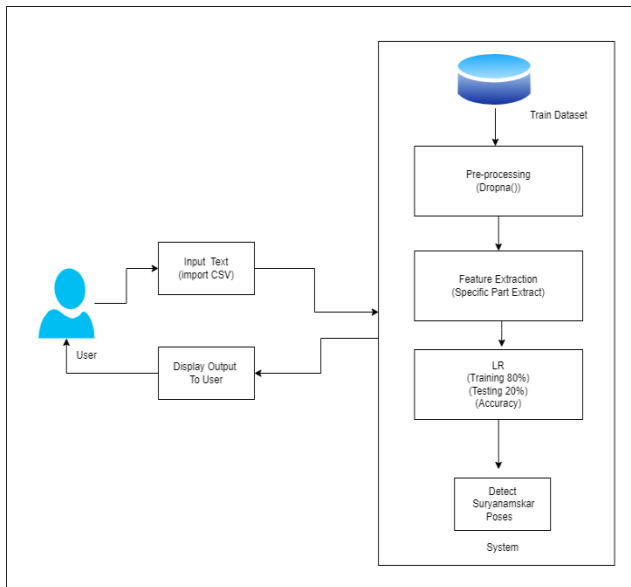 Train Dataset
Pre-processing
(Dropna())
Input Text
(import CSV)
Feature Extraction
(Specific Part Extract)
User
Display Output
To User
LR
(Training 80%)
(Testing 20%)
(Accuracy)
Detect
Suryanamskar
Poses
System